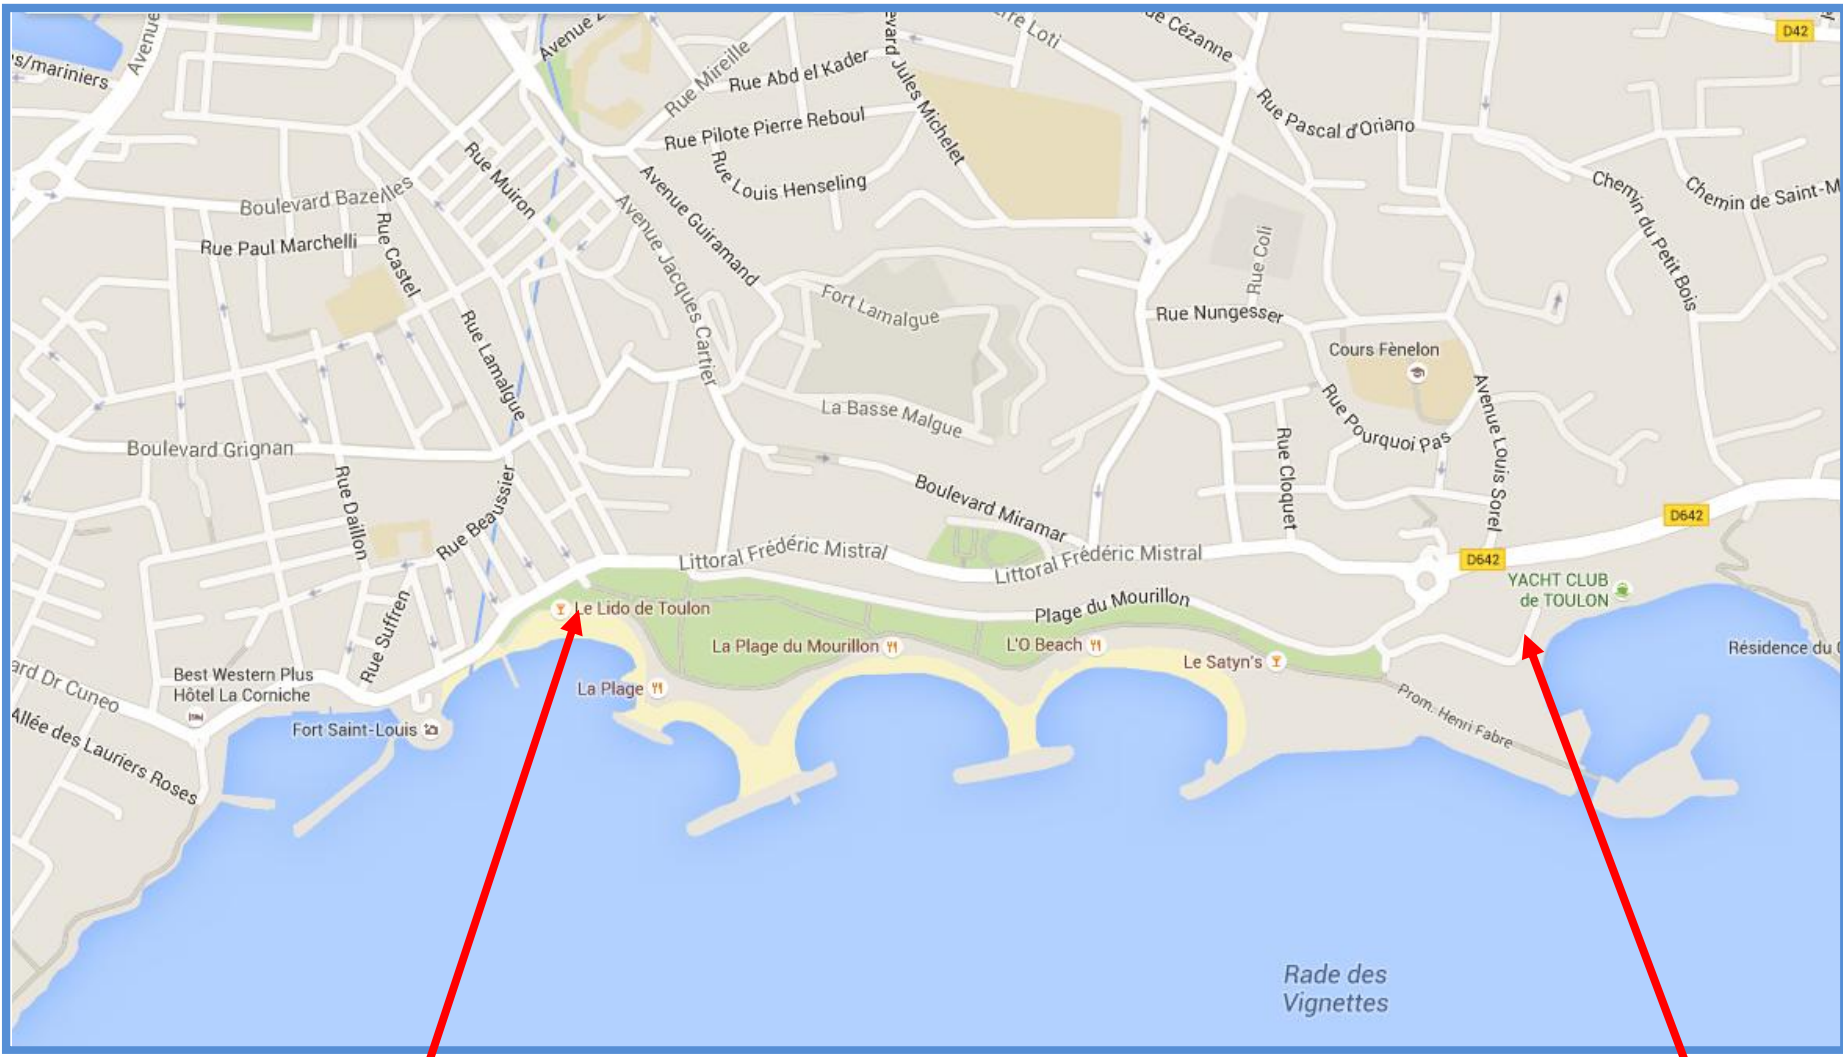 D42
Avenue
Avenue
s/mariniers
Rue Mireille
Rue Abd el Kader
Rue Pilote Pierre Reboul
Rue Louis Henseling
Jules Michelet
Loti
Cézanne
Rue Pascal d'Oriano
Chemin du Petit Bois
Chemin de Saint-M
Boulevard Bazeilles
Rue Muiron
Rue Paul Marchelli
Rue Castel
Avenue Guiramand
Avenue Jacques Cartier
Rue Coli
Fort Lamalgue
Rue Nungesser
Rue Lamalgue
Cours Fènelon
La Basse Malgue
Rue Pourquoi Pas
Avenue Louis Sorel
Boulevard Grignan
Rue Cloquet
Rue Daillon
Rue Beaussier
Boulevard Miramar
D642
Littoral Frédéric Mistral
Littoral Frédéric Mistral
D642
YACHT CLUB
de TOULON
Rue Suffren
Le Lido de Toulon
Plage du Mourillon
La Plage du Mourillon
L'O Beach
Le Satyn's
Résidence du
ard Dr Cuneo
Best Western Plus
Hôtel La Corniche
La Plage
Prom. Henri Fabre
Fort Saint-Louis
Allée des Lauriers Roses
Rade des
Vignettes